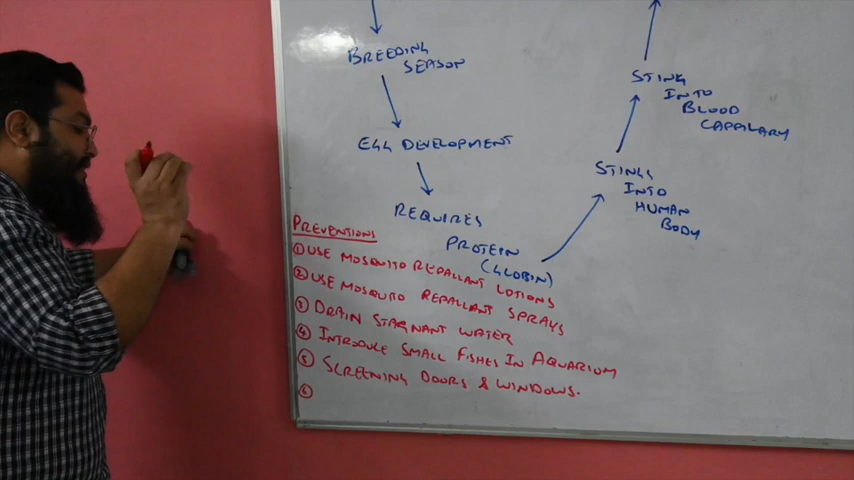 BREEDING
SEASON
EGG DEVELOPMENT
REQUIRES
PROTEIN
(GLOBIN)
STING
INTO
BLOOD
CAPPILARY
STINGS
INTO
HUMAN
BODY
PREVENTIONS
① USE MOSQUITO REPALLANT LOTIONS
② USE MOSQUITO REPALLANT SPRAYS
③ DRAIN STAGNANT WATER
④ INTRODUCE SMALL FISHES IN AQUARIUM
⑤ SCREENING DOORS & WINDOWS.
⑥